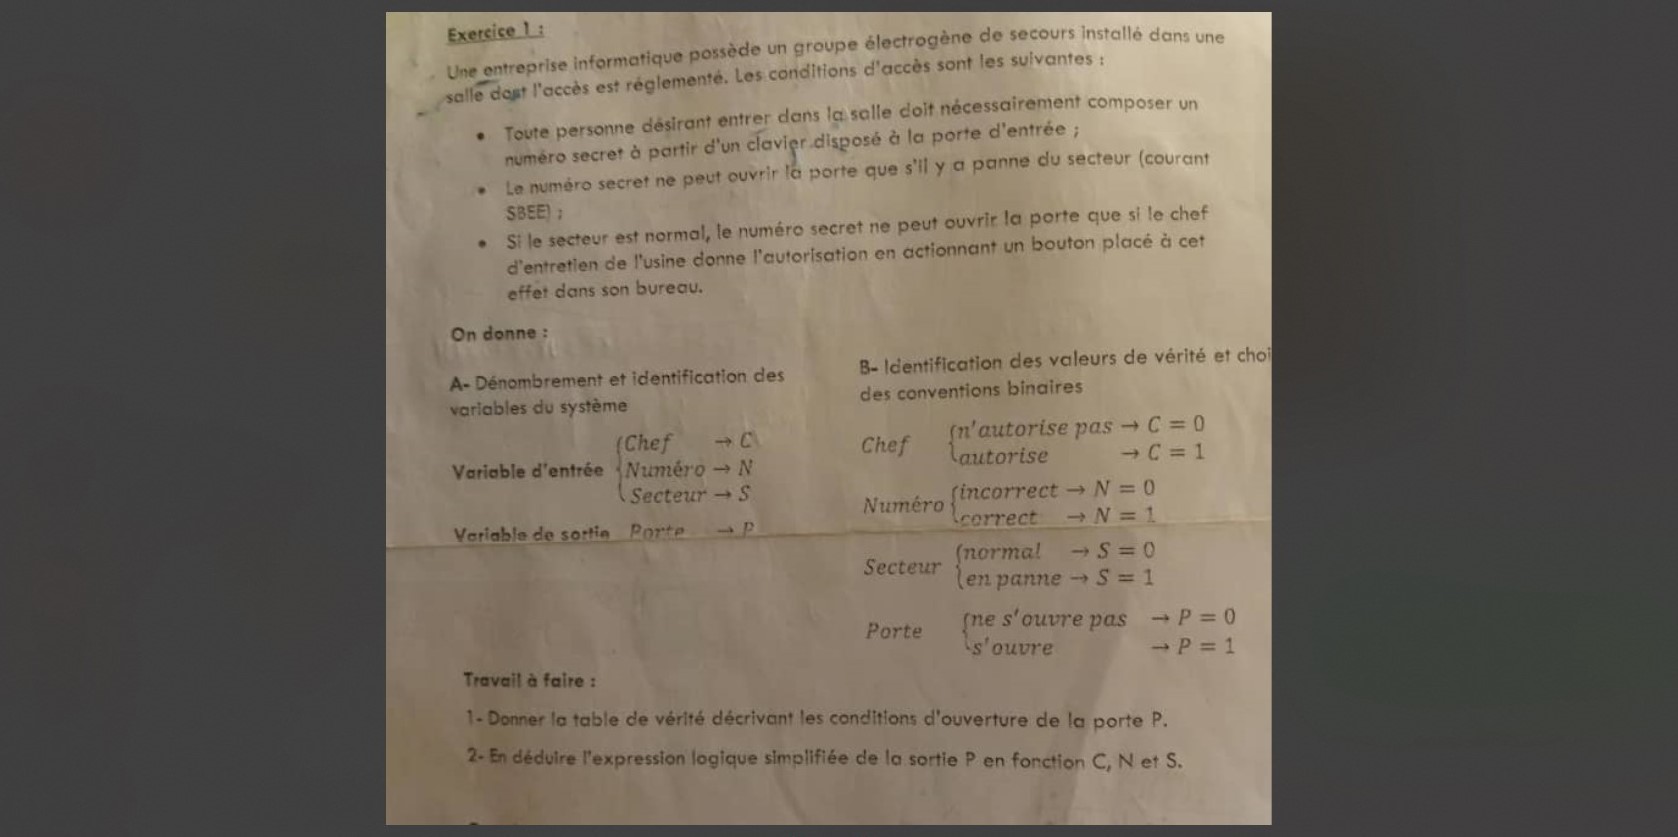 Exercice 1 :
Une entreprise informatique possède un groupe électrogène de secours installé dans une
salle dont l'accès est réglementé. Les conditions d'accès sont les suivantes :
• Toute personne désirant entrer dans la salle doit nécessairement composer un
numéro secret à partir d'un clavier disposé à la porte d'entrée ;
• Le numéro secret ne peut ouvrir la porte que s'il y a panne du secteur (courant
SBEE) ;
• Si le secteur est normal, le numéro secret ne peut ouvrir la porte que si le chef
d'entretien de l'usine donne l'autorisation en actionnant un bouton placé à cet
effet dans son bureau.
On donne :
A- Dénombrement et identification des
variables du système
Variable d'entrée { Chef → C
Numéro → N
Secteur → S
Variable de sortie Porte → P
B- Identification des valeurs de vérité et choi
des conventions binaires
Chef { n'autorise pas → C = 0
autorise → C = 1
Numéro { incorrect → N = 0
correct → N = 1
Secteur { normal → S = 0
en panne → S = 1
Porte { ne s'ouvre pas → P = 0
s'ouvre → P = 1
Travail à faire :
1- Donner la table de vérité décrivant les conditions d'ouverture de la porte P.
2- En déduire l'expression logique simplifiée de la sortie P en fonction C, N et S.